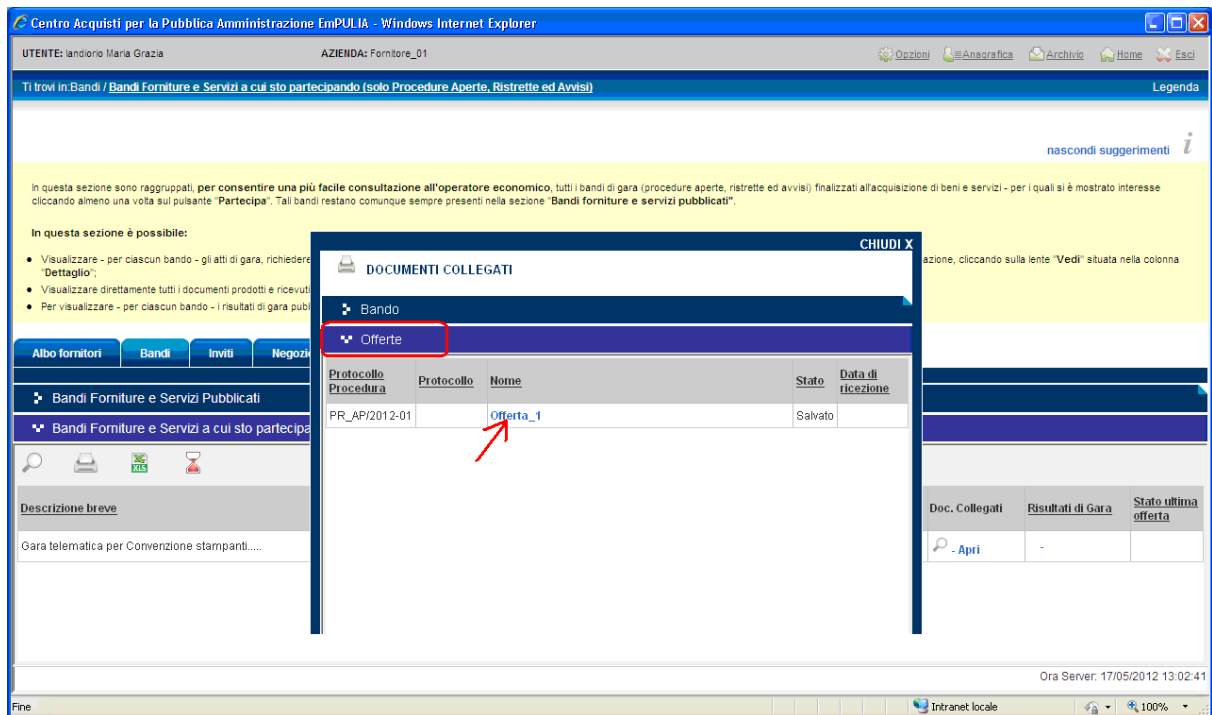 Centro Acquisti per la Pubblica Amministrazione EmPULIA - Windows Internet Explorer
UTENTE: Iandiorio Maria Grazia AZIENDA: Fornitore_01 Opzioni Anagrafica Archivio Home Esci
Ti trovi in:Bandi / Bandi Forniture e Servizi a cui sto partecipando (solo Procedure Aperte, Ristrette ed Avvisi) Legenda
nascondi suggerimenti i
In questa sezione sono raggruppati, per consentire una più facile consultazione all'operatore economico, tutti i bandi di gara (procedure aperte, ristrette ed avvisi) finalizzati all'acquisizione di beni e servizi - per i quali si è mostrato interesse
cliccando almeno una volta sul pulsante "Partecipa". Tali bandi restano comunque sempre presenti nella sezione "Bandi forniture e servizi pubblicati".
In questa sezione è possibile:
Visualizzare - per ciascun bando - gli atti di gara, richiedere azione, cliccando sulla lente "Vedi" situata nella colonna
"Dettaglio";
Visualizzare direttamente tutti i documenti prodotti e ricevuti
Per visualizzare - per ciascun bando - i risultati di gara publ
CHIUDI X
DOCUMENTI COLLEGATI
Bando
Offerte
Protocollo Procedura Protocollo Nome Stato Data di ricezione
PR_AP/2012-01 Offerta_1 Salvato
Albo fornitori Bandi Inviti Negozi
Bandi Forniture e Servizi Pubblicati
Bandi Forniture e Servizi a cui sto partecipa
XLS
Descrizione breve Doc. Collegati Risultati di Gara Stato ultima offerta
Gara telematica per Convenzione stampanti..... - Apri -
Ora Server: 17/05/2012 13:02:41
Fine Intranet locale 100%